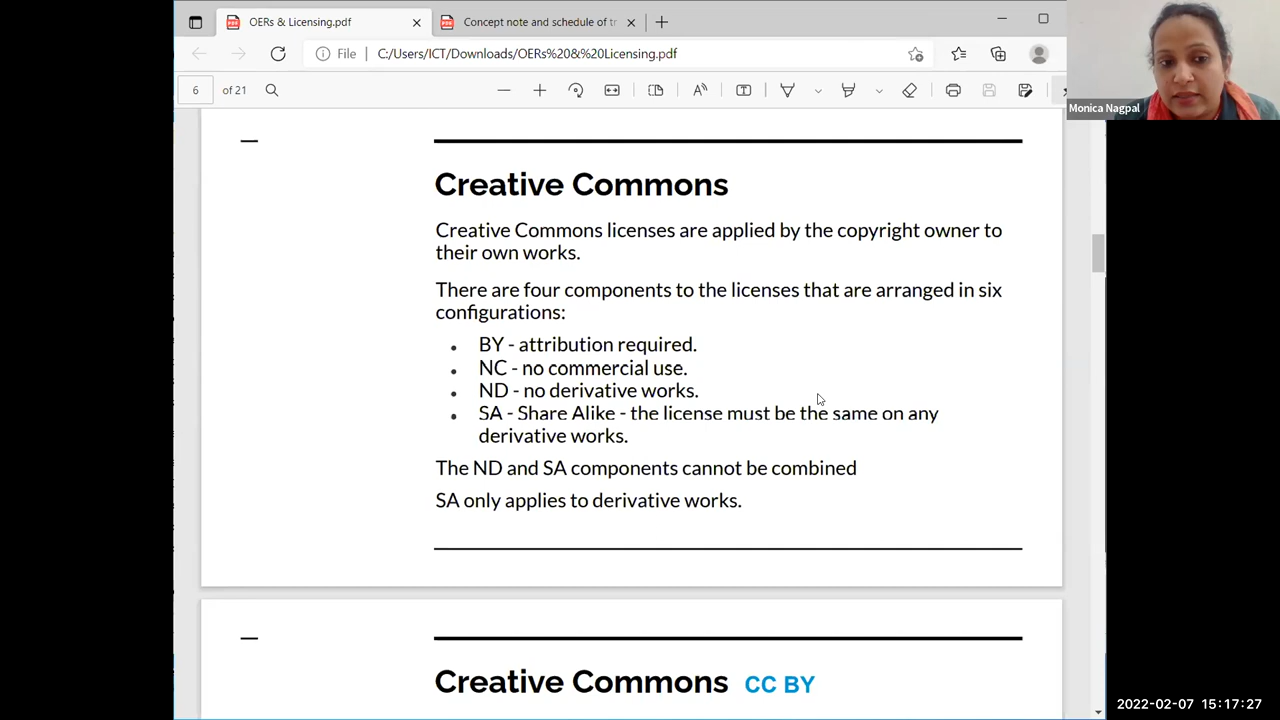 OERs & Licensing.pdf
Concept note and schedule of tr
File
C:/Users/ICT/Downloads/OERs%20&%20Licensing.pdf
6
of 21
Monica Nagpal
Creative Commons
Creative Commons licenses are applied by the copyright owner to
their own works.
There are four components to the licenses that are arranged in six
configurations:
• BY - attribution required.
• NC - no commercial use.
• ND - no derivative works.
• SA - Share Alike - the license must be the same on any
derivative works.
The ND and SA components cannot be combined
SA only applies to derivative works.
Creative Commons CC BY
2022-02-07 15:17:27